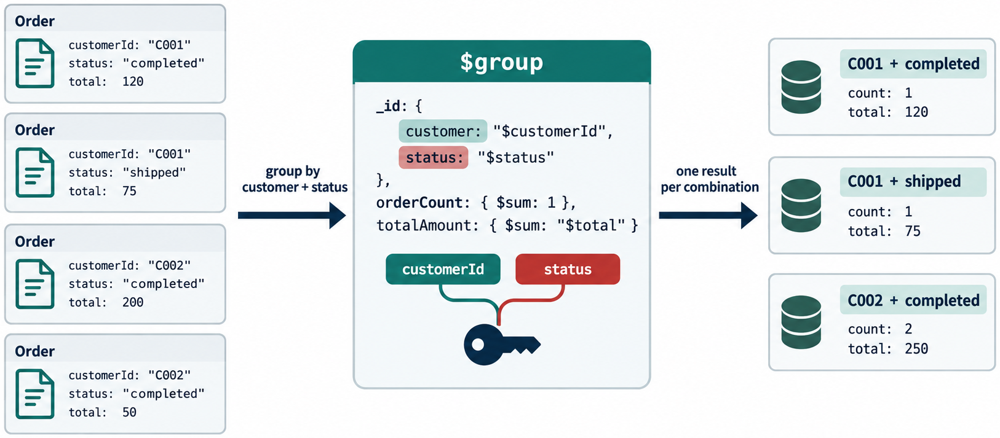 Order
customerId: "C001"
status: "completed"
total: 120
Order
customerId: "C001"
status: "shipped"
total: 75
Order
customerId: "C002"
status: "completed"
total: 200
Order
customerId: "C002"
status: "completed"
total: 50
group by
customer + status
$group
_id: {
customer: "$customerId",
status: "$status"
},
orderCount: { $sum: 1 },
totalAmount: { $sum: "$total" }
customerId
status
one result
per combination
C001 + completed
count: 1
total: 120
C001 + shipped
count: 1
total: 75
C002 + completed
count: 2
total: 250